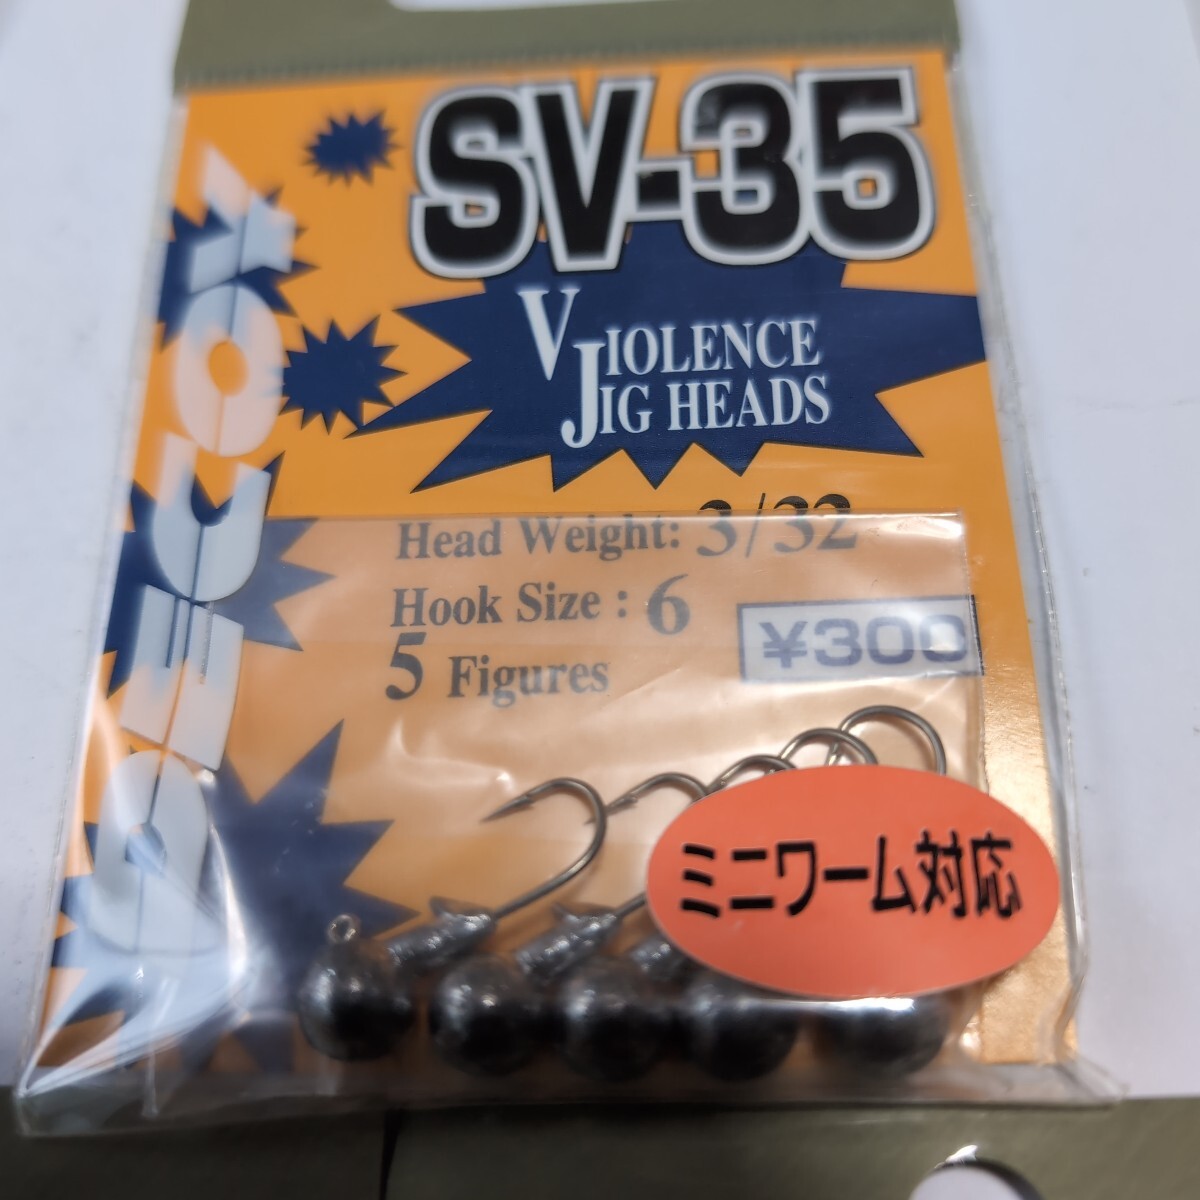 SV-35
VIOLENCE
JIG HEADS
DECOY
Head Weight: 3/32
Hook Size : 6
5 Figures
¥300
ミニワーム対応